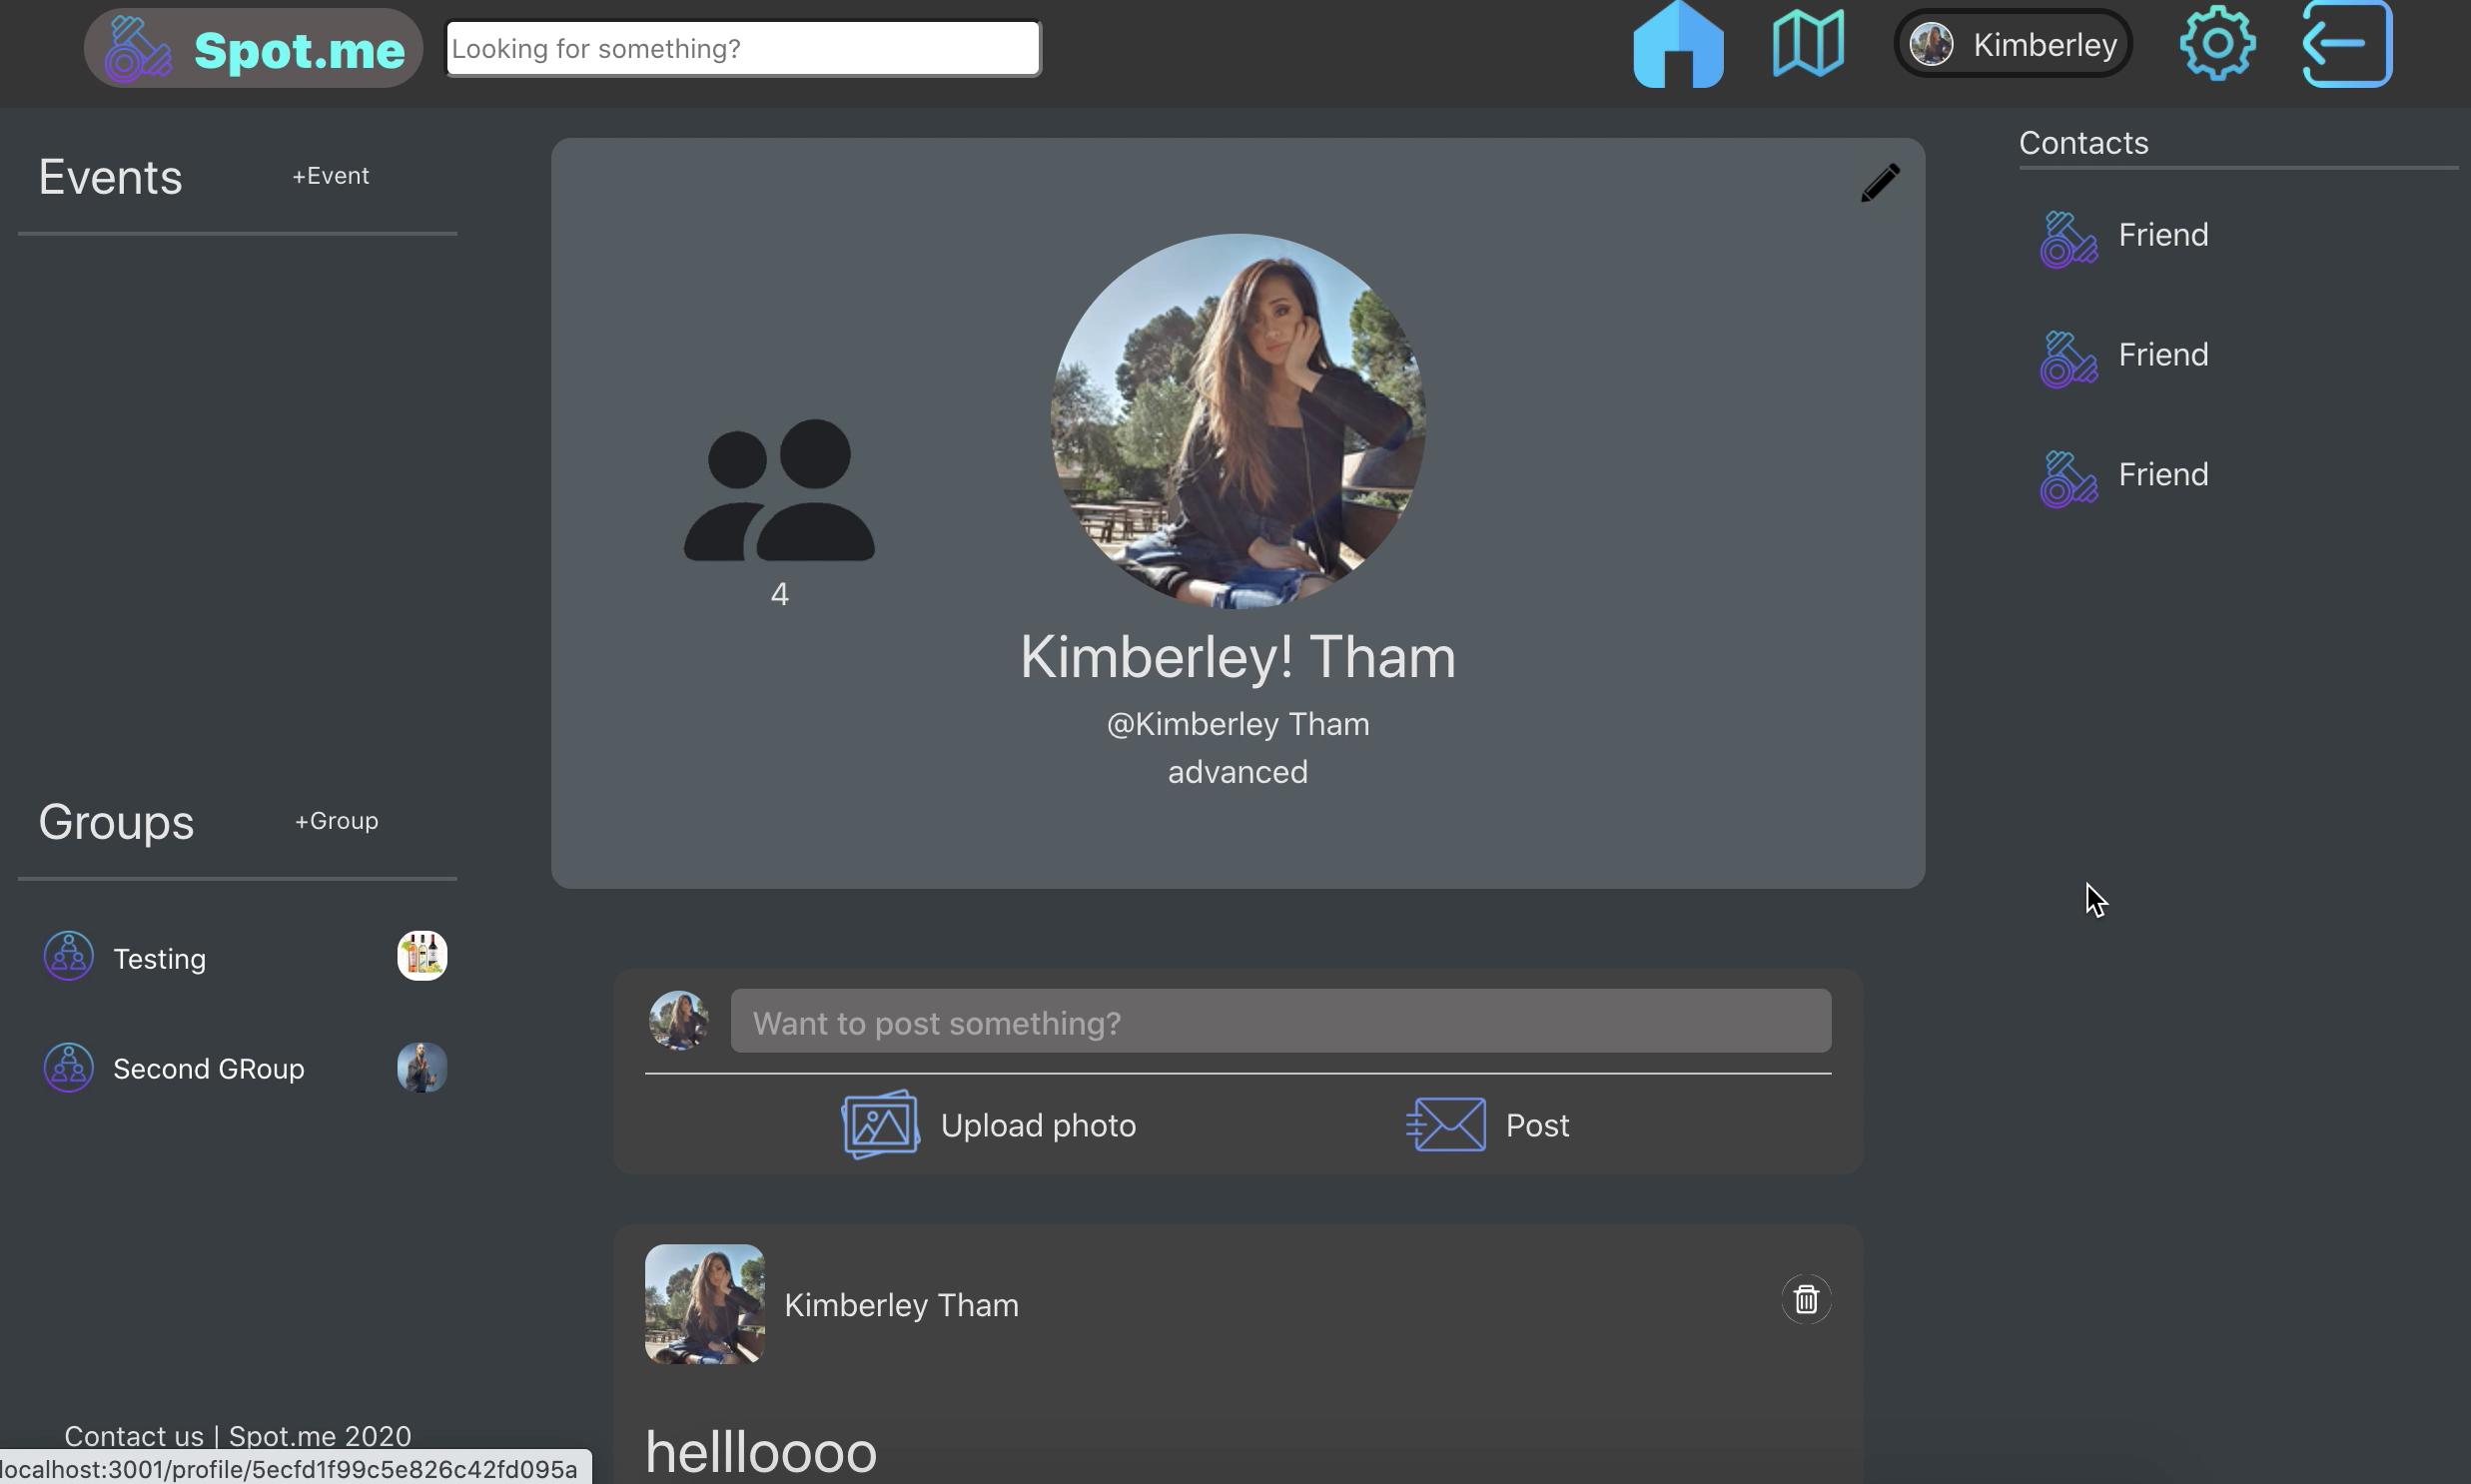 Spot.me
Looking for something?
Kimberley
Events
+Event
Groups
+Group
Testing
Second GRoup
Contact us | Spot.me 2020
localhost:3001/profile/5ecfd1f99c5e826c42fd095a
4
Kimberley! Tham
@Kimberley Tham
advanced
Want to post something?
Upload photo
Post
Kimberley Tham
hellloooo
Contacts
Friend
Friend
Friend